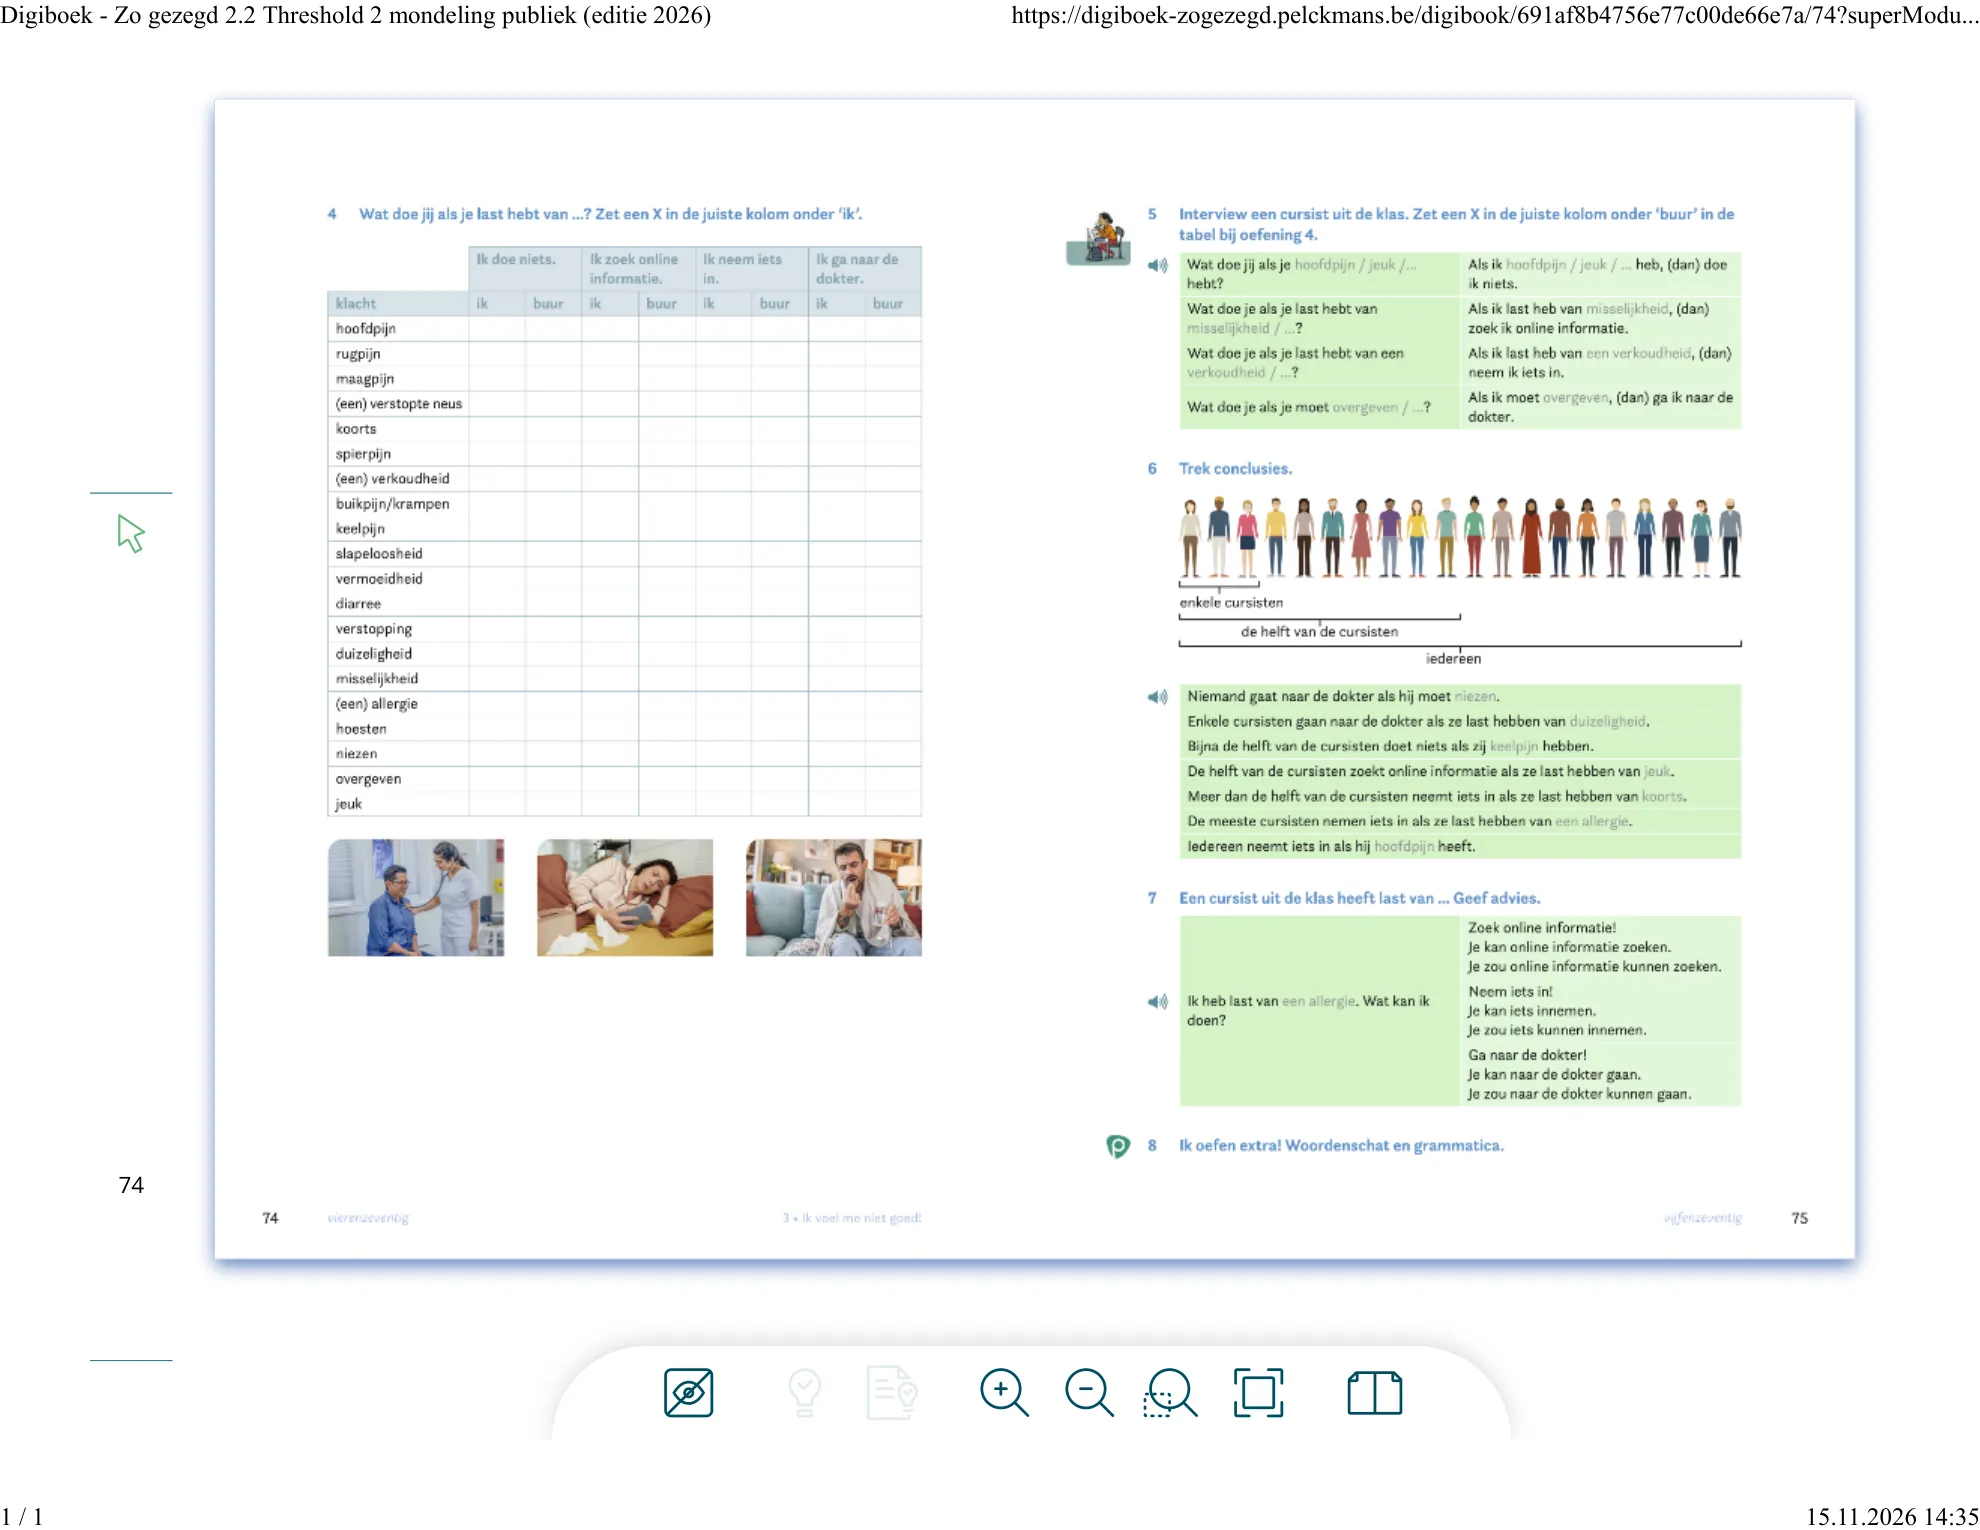 Digiboek - Zo gezegd 2.2 Threshold 2 mondeling publiek (editie 2026)
https://digiboek-zogezegd.pelckmans.be/digibook/691af8b4756e77c00de66e7a/74?superModu...
4 Wat doe jij als je last hebt van ...? Zet een X in de juiste kolom onder 'ik'.
Ik doe niets. Ik zoek online informatie. Ik neem iets in. Ik ga naar de dokter.
klacht ik buur ik buur ik buur ik buur
hoofdpijn
rugpijn
maagpijn
(een) verstopte neus
koorts
spierpijn
(een) verkoudheid
buikpijn/krampen
keelpijn
slapeloosheid
vermoeidheid
diarree
verstopping
duizeligheid
misselijkheid
(een) allergie
hoesten
niezen
overgeven
jeuk
74 vierenzeventig 3 • Ik voel me niet goed!
5 Interview een cursist uit de klas. Zet een X in de juiste kolom onder 'buur' in de
tabel bij oefening 4.
Wat doe jij als je hoofdpijn / jeuk /...
hebt?
Als ik hoofdpijn / jeuk / ... heb, (dan) doe
ik niets.
Wat doe je als je last hebt van
misselijkheid / ...?
Als ik last heb van misselijkheid, (dan)
zoek ik online informatie.
Wat doe je als je last hebt van een
verkoudheid / ...?
Als ik last heb van een verkoudheid, (dan)
neem ik iets in.
Wat doe je als je moet overgeven / ...?
Als ik moet overgeven, (dan) ga ik naar de
dokter.
6 Trek conclusies.
enkele cursisten
de helft van de cursisten
iedereen
Niemand gaat naar de dokter als hij moet niezen.
Enkele cursisten gaan naar de dokter als ze last hebben van duizeligheid.
Bijna de helft van de cursisten doet niets als zij keelpijn hebben.
De helft van de cursisten zoekt online informatie als ze last hebben van jeuk.
Meer dan de helft van de cursisten neemt iets in als ze last hebben van koorts.
De meeste cursisten nemen iets in als ze last hebben van een allergie.
Iedereen neemt iets in als hij hoofdpijn heeft.
7 Een cursist uit de klas heeft last van ... Geef advies.
Ik heb last van een allergie. Wat kan ik
doen?
Zoek online informatie!
Je kan online informatie zoeken.
Je zou online informatie kunnen zoeken.
Neem iets in!
Je kan iets innemen.
Je zou iets kunnen innemen.
Ga naar de dokter!
Je kan naar de dokter gaan.
Je zou naar de dokter kunnen gaan.
8 Ik oefen extra! Woordenschat en grammatica.
vijfenzeventig 75
74
1 / 1
15.11.2026 14:35